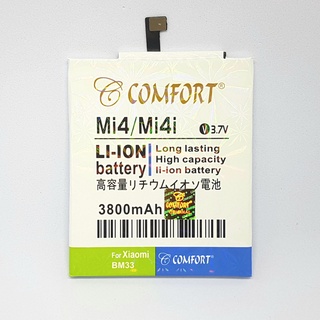 COMFORT®
Mi4/Mi4i
V 3.7V
LI-ION
battery
Long lasting
High capacity
li-ion battery
高容量リチウムイオン電池
3800mAh
For Xiaomi
BM33
COMFORT®